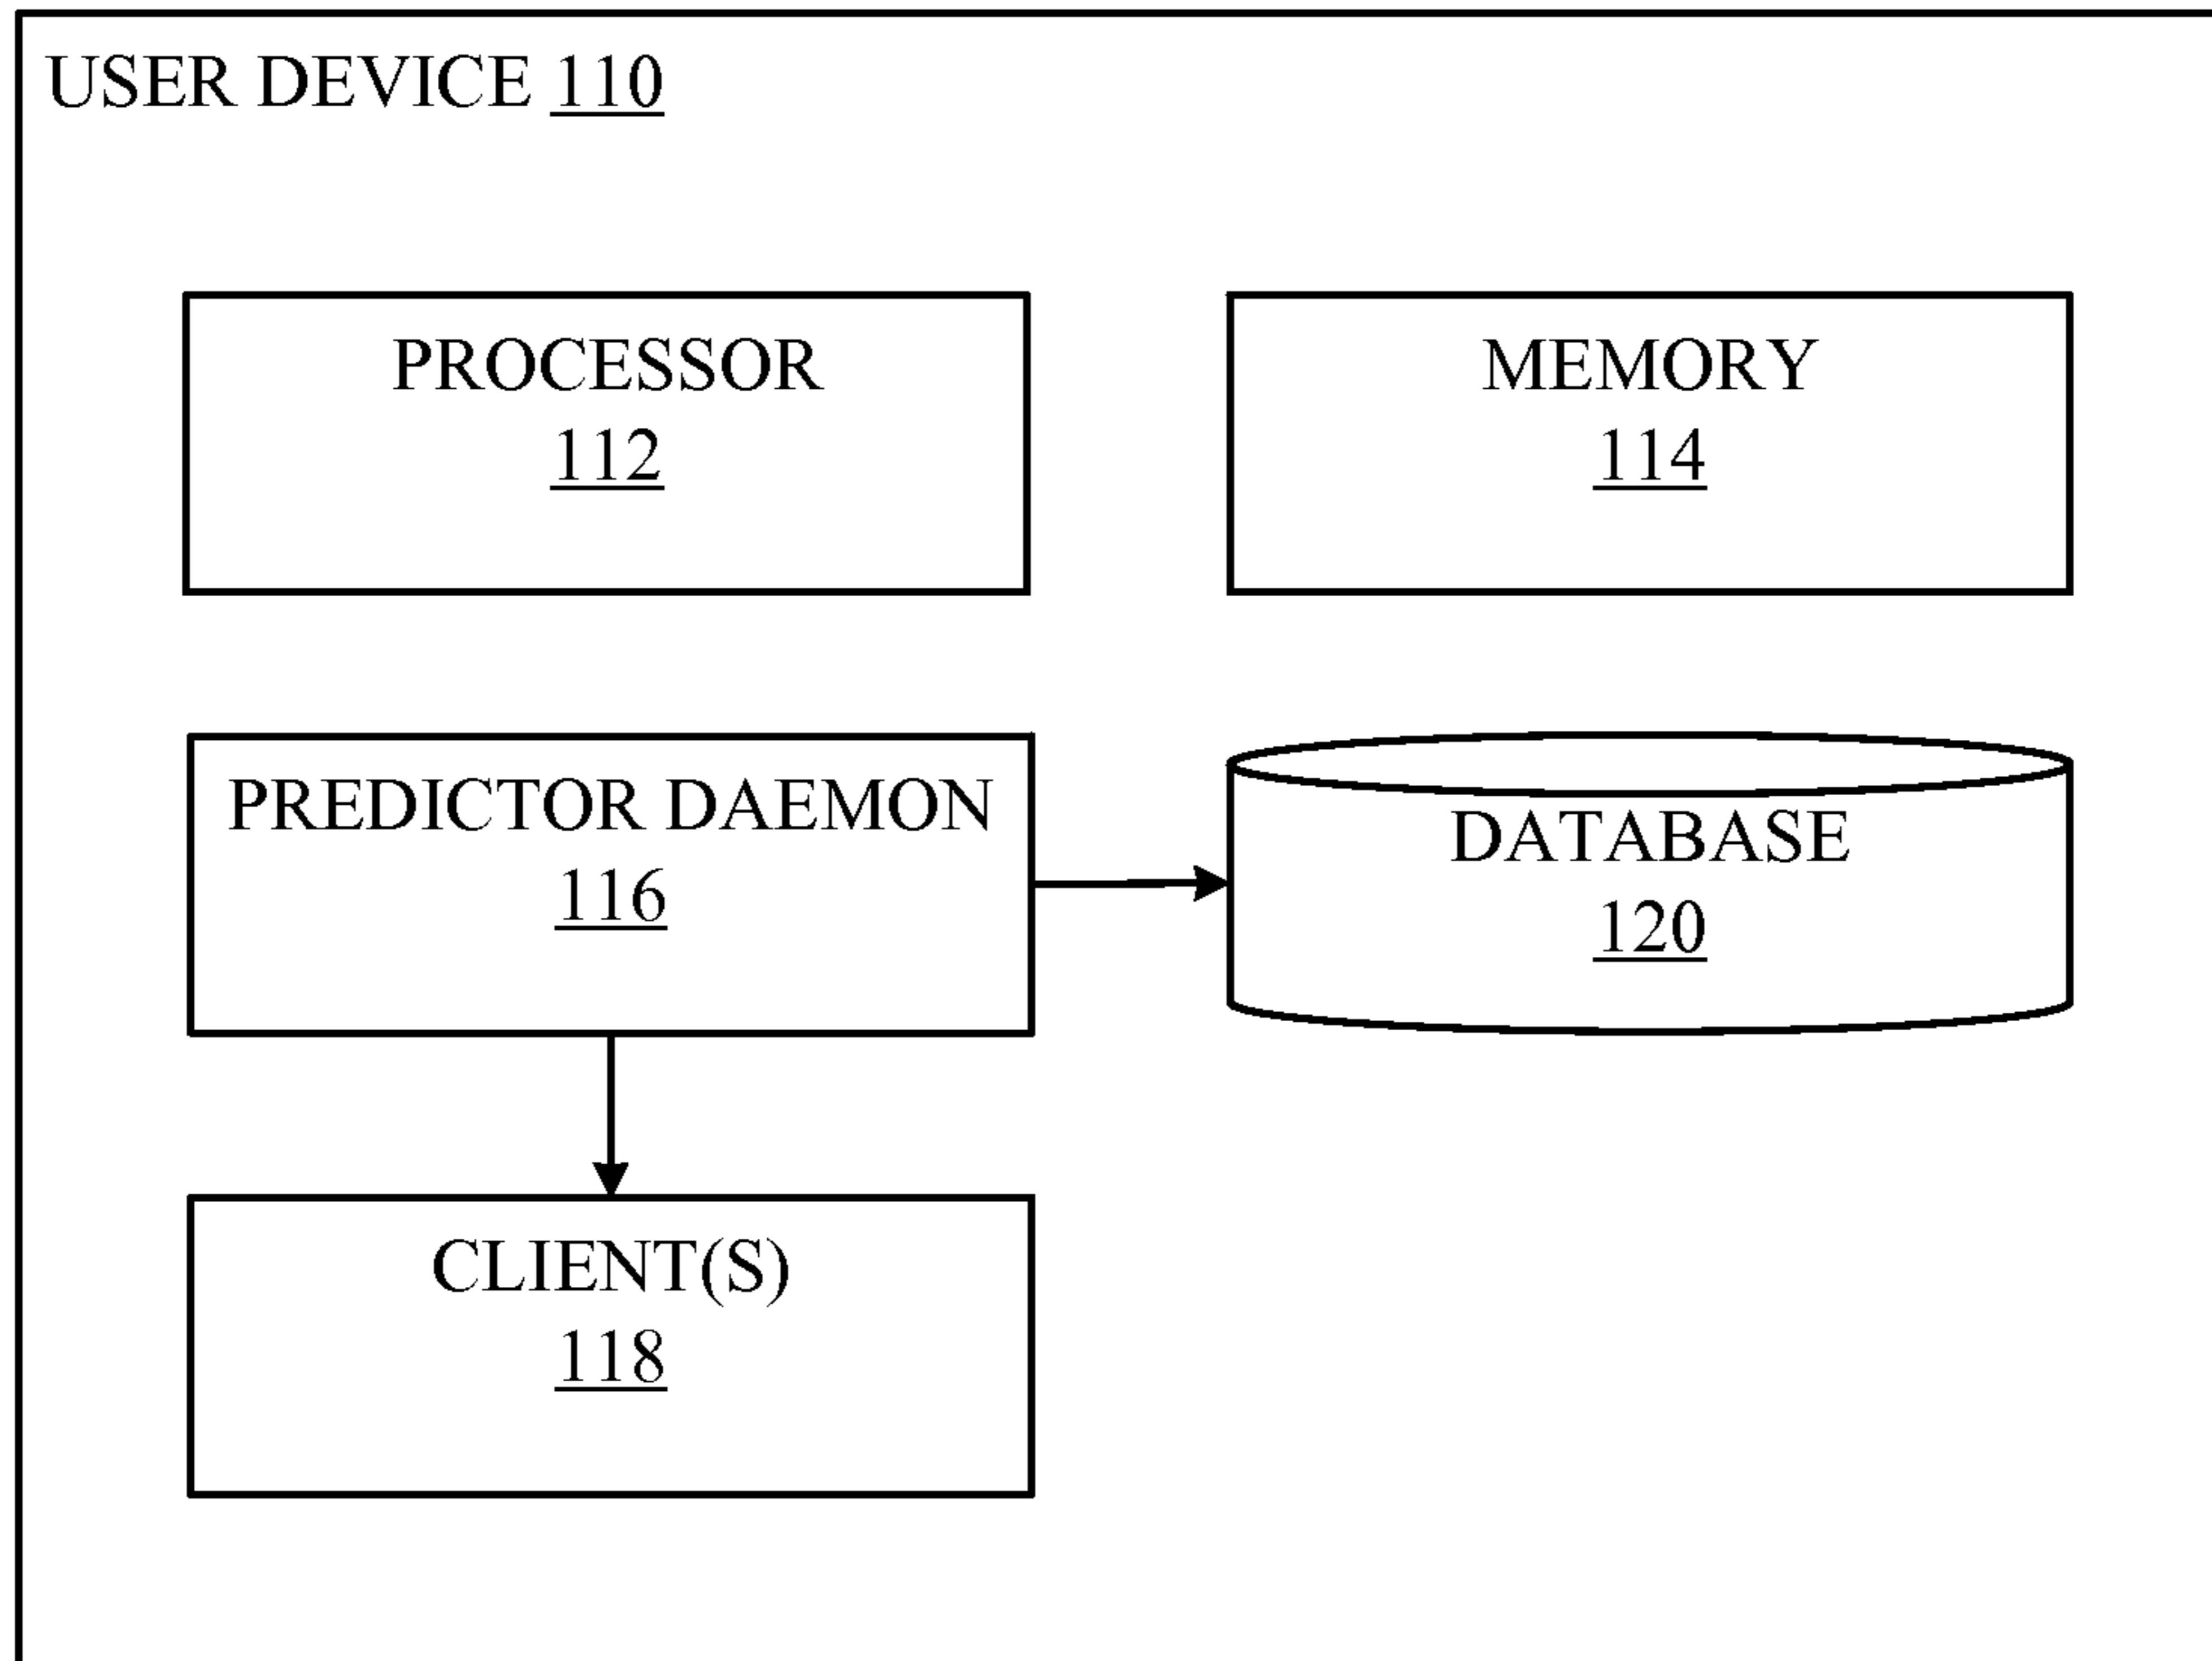 USER DEVICE 110
PROCESSOR
112
MEMORY
114
PREDICTOR DAEMON
116
DATABASE
120
CLIENT(S)
118